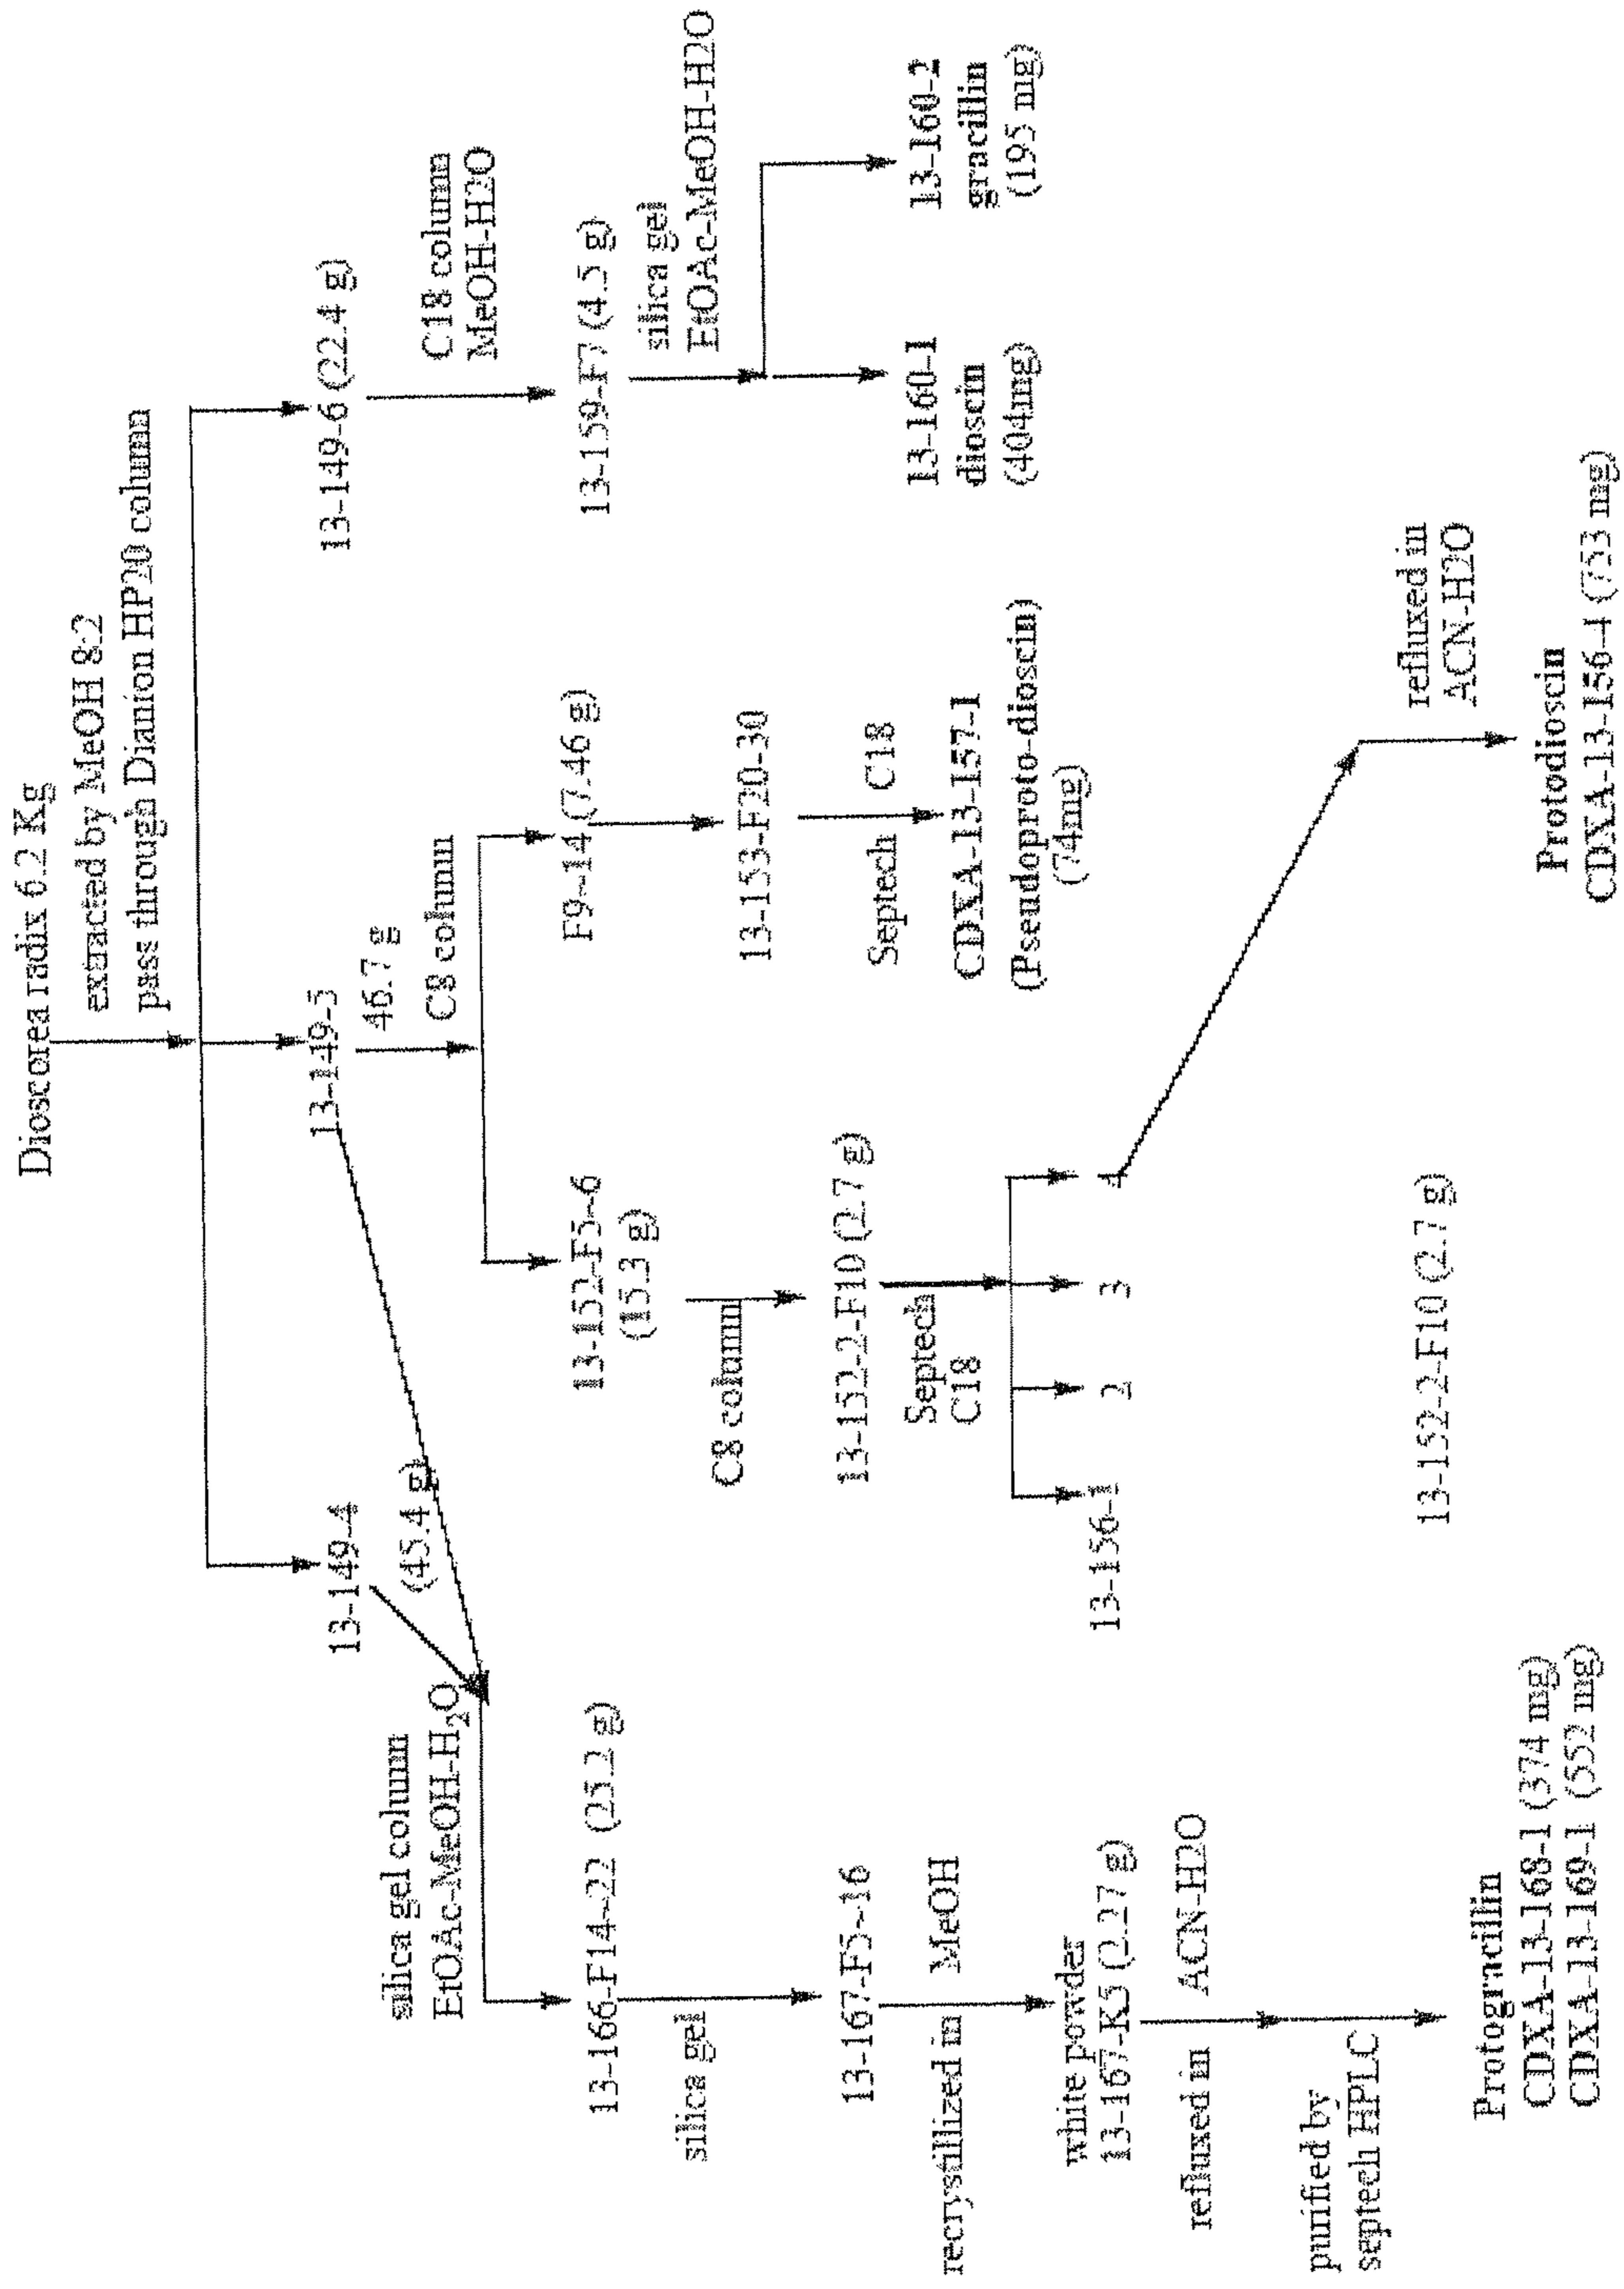 Dioscorea radix 6.2 Kg
extracted by MeOH 8:2
pass through Dianion HP20 column
13-149-4
(45.4 g)
13-149-5
46.7 g
C8 column
13-149-6 (22.4 g)
C18 column
MeOH-H2O
silica gel column
EtOAc-MeOH-H2O
13-166-F14~22 (25.2 g)
silica gel
13-167-F5~16
recrystillized in MeOH
white powder
13-167-K5 (2.27 g)
refluxed in ACN-H2O
purified by
septech HPLC
Protogracillin
CDXA-13-168-1 (374 mg)
CDXA-13-169-1 (552 mg)
13-152-F5~6
(15.3 g)
C8 column
13-152-2-F10 (2.7 g)
Septech
C18
13-156-1
2
3
4
13-152-2-F10 (2.7 g)
refluxed in
ACN-H2O
Protodioscin
CDXA-13-156-4 (753 mg)
F9~14 (7.46 g)
13-153-F20-30
Septech C18
CDXA-13-157-1
(Pseudoproto-dioscin)
(74mg)
13-159-F7 (4.5 g)
silica gel
EtOAc-MeOH-H2O
13-160-1
dioscin
(404mg)
13-160-2
gracillin
(195 mg)